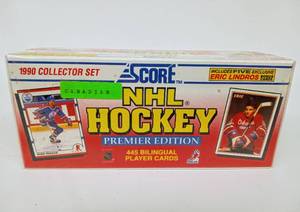 1990 COLLECTOR SET
CANADIAN
SCORE
INCLUDES FIVE EXCLUSIVE
ERIC LINDROS
NHL
HOCKEY
PREMIER EDITION
445 BILINGUAL
PLAYER CARDS